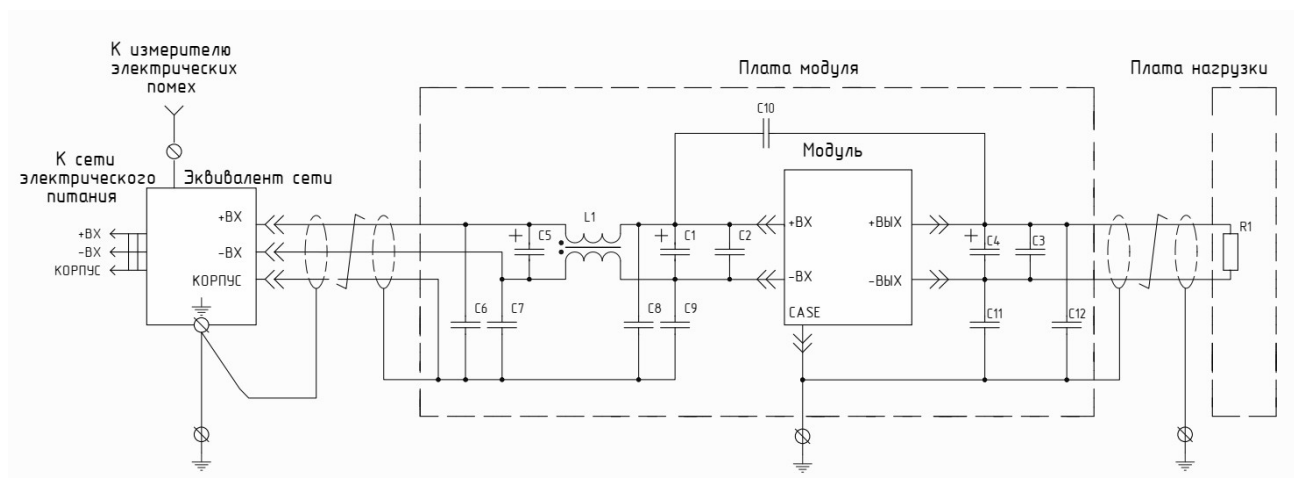 К измерителю
электрических
помех
К сети
электрического
питания
Эквивалент сети
+ВХ
-ВХ
КОРПУС
+ВХ
-ВХ
КОРПУС
Плата модуля
C10
Модуль
L1
+
C5
+
C1
C2
C6
C7
C8
C9
+ВХ
-ВХ
CASE
+ВЫХ
-ВЫХ
+
C4
C3
C11
C12
Плата нагрузки
R1